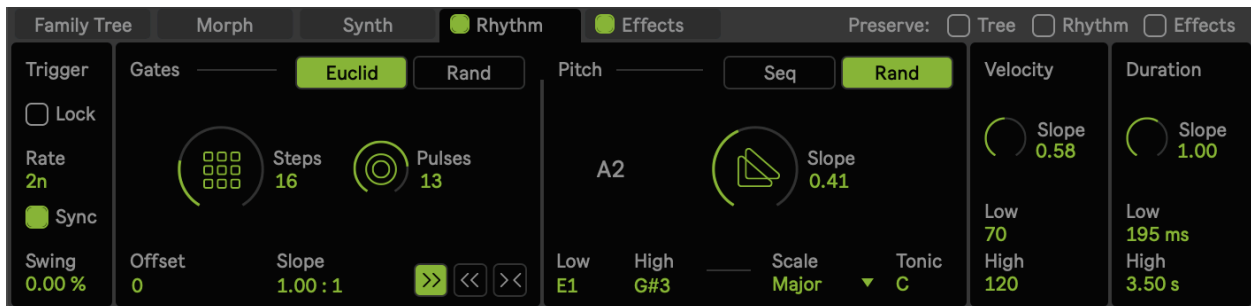 Family Tree Morph Synth Rhythm Effects Preserve: Tree Rhythm Effects
Trigger
Lock
Rate
2n
Sync
Swing
0.00 %
Gates Euclid Rand
Steps
16
Pulses
13
Offset
0
Slope
1.00 : 1
>> << ><
Pitch Seq Rand
A2
Slope
0.41
Low
E1
High
G#3
Scale
Major
Tonic
C
Velocity
Slope
0.58
Low
70
High
120
Duration
Slope
1.00
Low
195 ms
High
3.50 s